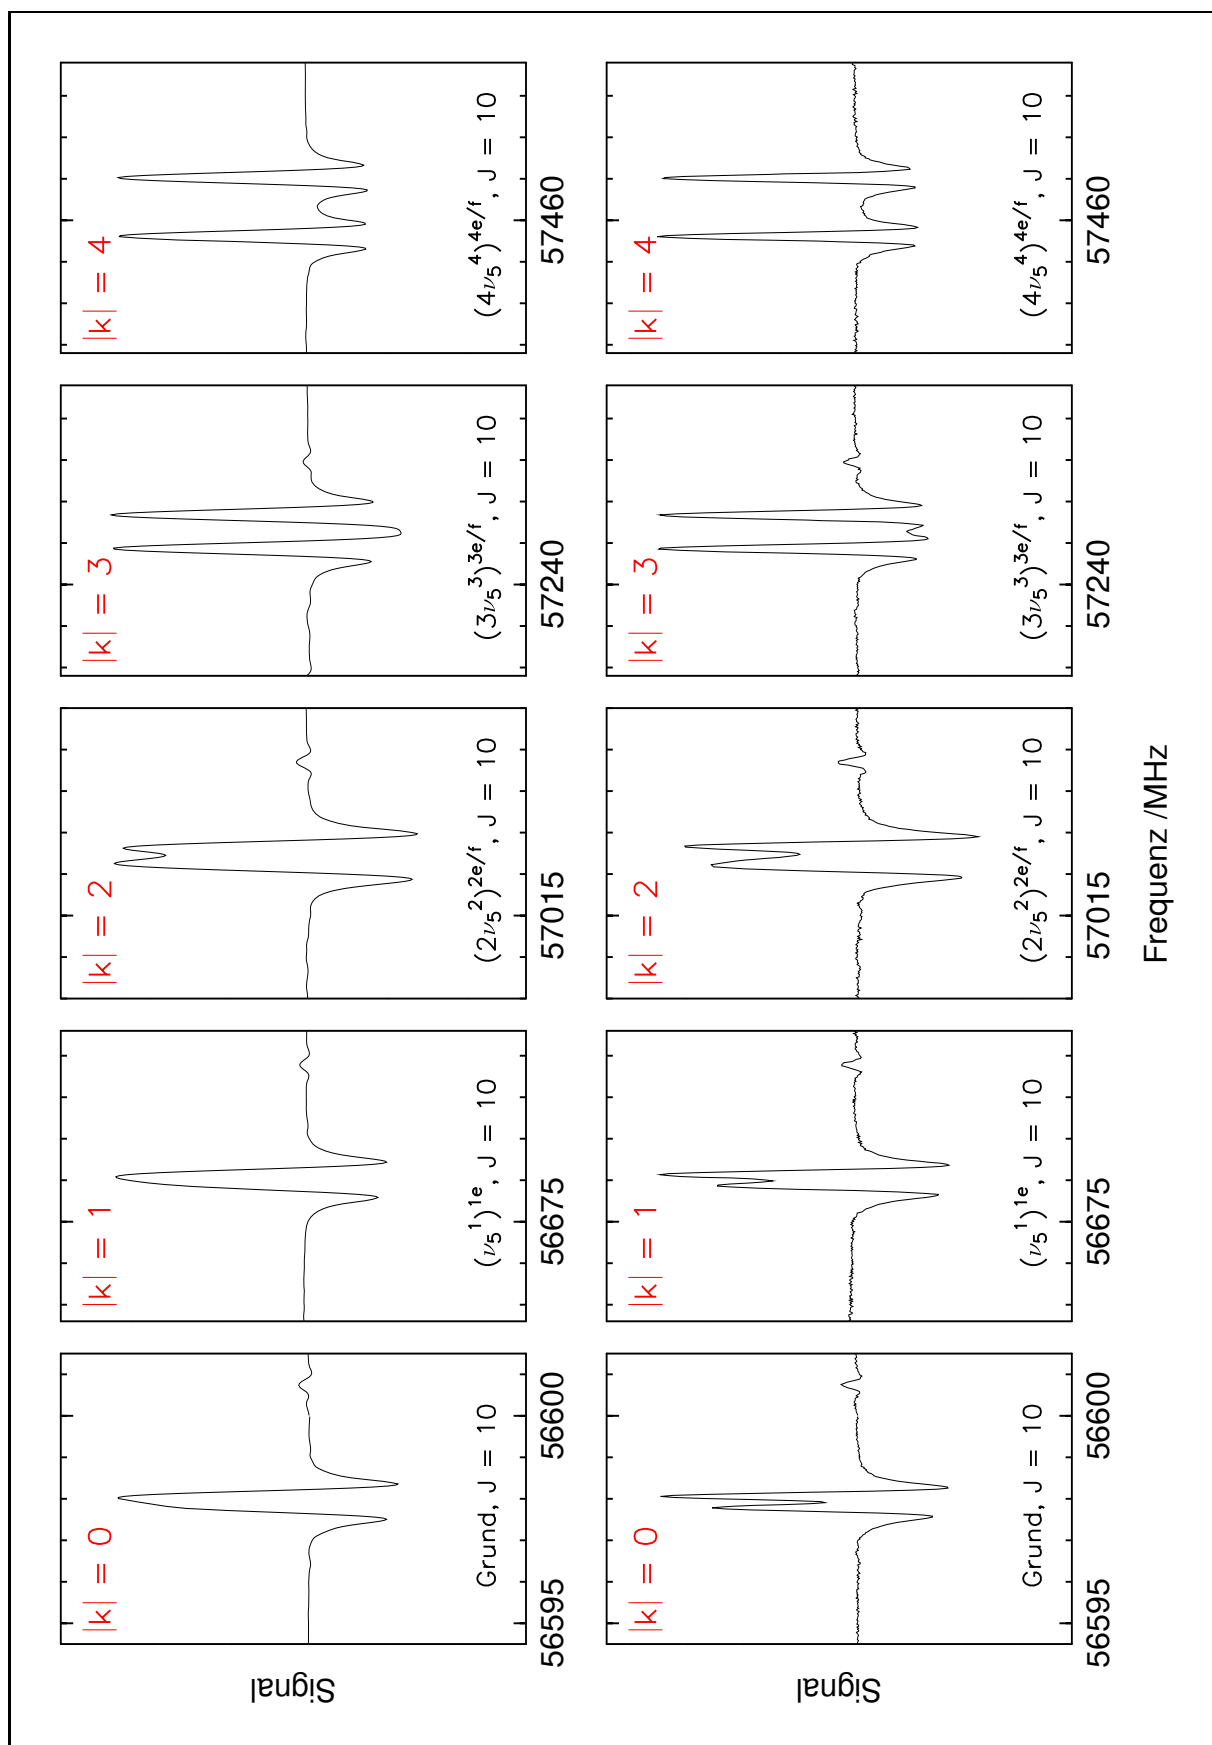 Signal
|k| = 0
Grund, J = 10
56595
56600
|k| = 1
(ν₅¹)¹ᵉ, J = 10
56675
|k| = 2
(2ν₅²)²ᵉ/ᶠ, J = 10
57015
|k| = 3
(3ν₅³)³ᵉ/ᶠ, J = 10
57240
|k| = 4
(4ν₅⁴)⁴ᵉ/ᶠ, J = 10
57460
Signal
|k| = 0
Grund, J = 10
56595
56600
|k| = 1
(ν₅¹)¹ᵉ, J = 10
56675
|k| = 2
(2ν₅²)²ᵉ/ᶠ, J = 10
57015
|k| = 3
(3ν₅³)³ᵉ/ᶠ, J = 10
57240
|k| = 4
(4ν₅⁴)⁴ᵉ/ᶠ, J = 10
57460
Frequenz /MHz